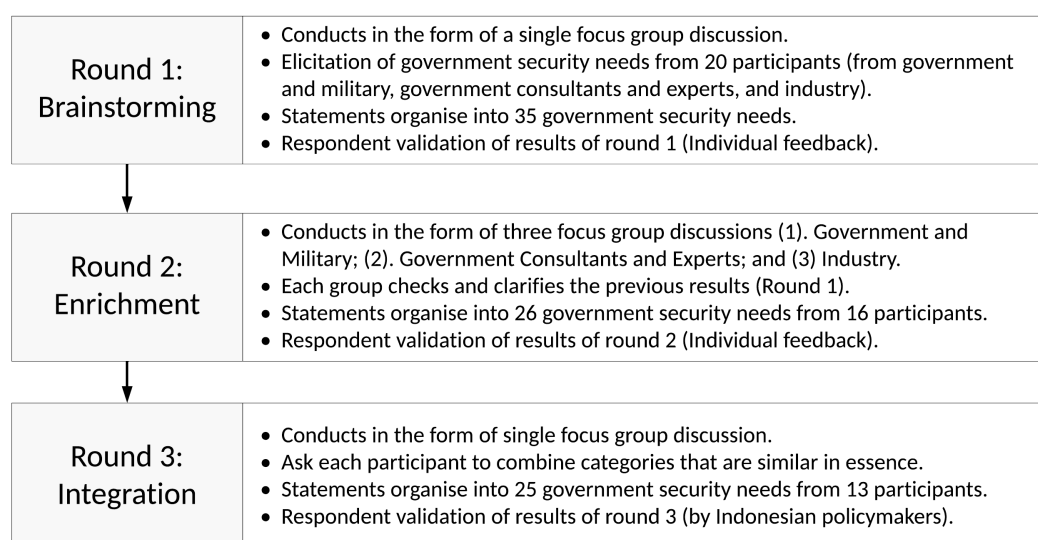 Round 1:
Brainstorming
• Conducts in the form of a single focus group discussion.
• Elicitation of government security needs from 20 participants (from government
and military, government consultants and experts, and industry).
• Statements organise into 35 government security needs.
• Respondent validation of results of round 1 (Individual feedback).
Round 2:
Enrichment
• Conducts in the form of three focus group discussions (1). Government and
Military; (2). Government Consultants and Experts; and (3) Industry.
• Each group checks and clarifies the previous results (Round 1).
• Statements organise into 26 government security needs from 16 participants.
• Respondent validation of results of round 2 (Individual feedback).
Round 3:
Integration
• Conducts in the form of single focus group discussion.
• Ask each participant to combine categories that are similar in essence.
• Statements organise into 25 government security needs from 13 participants.
• Respondent validation of results of round 3 (by Indonesian policymakers).